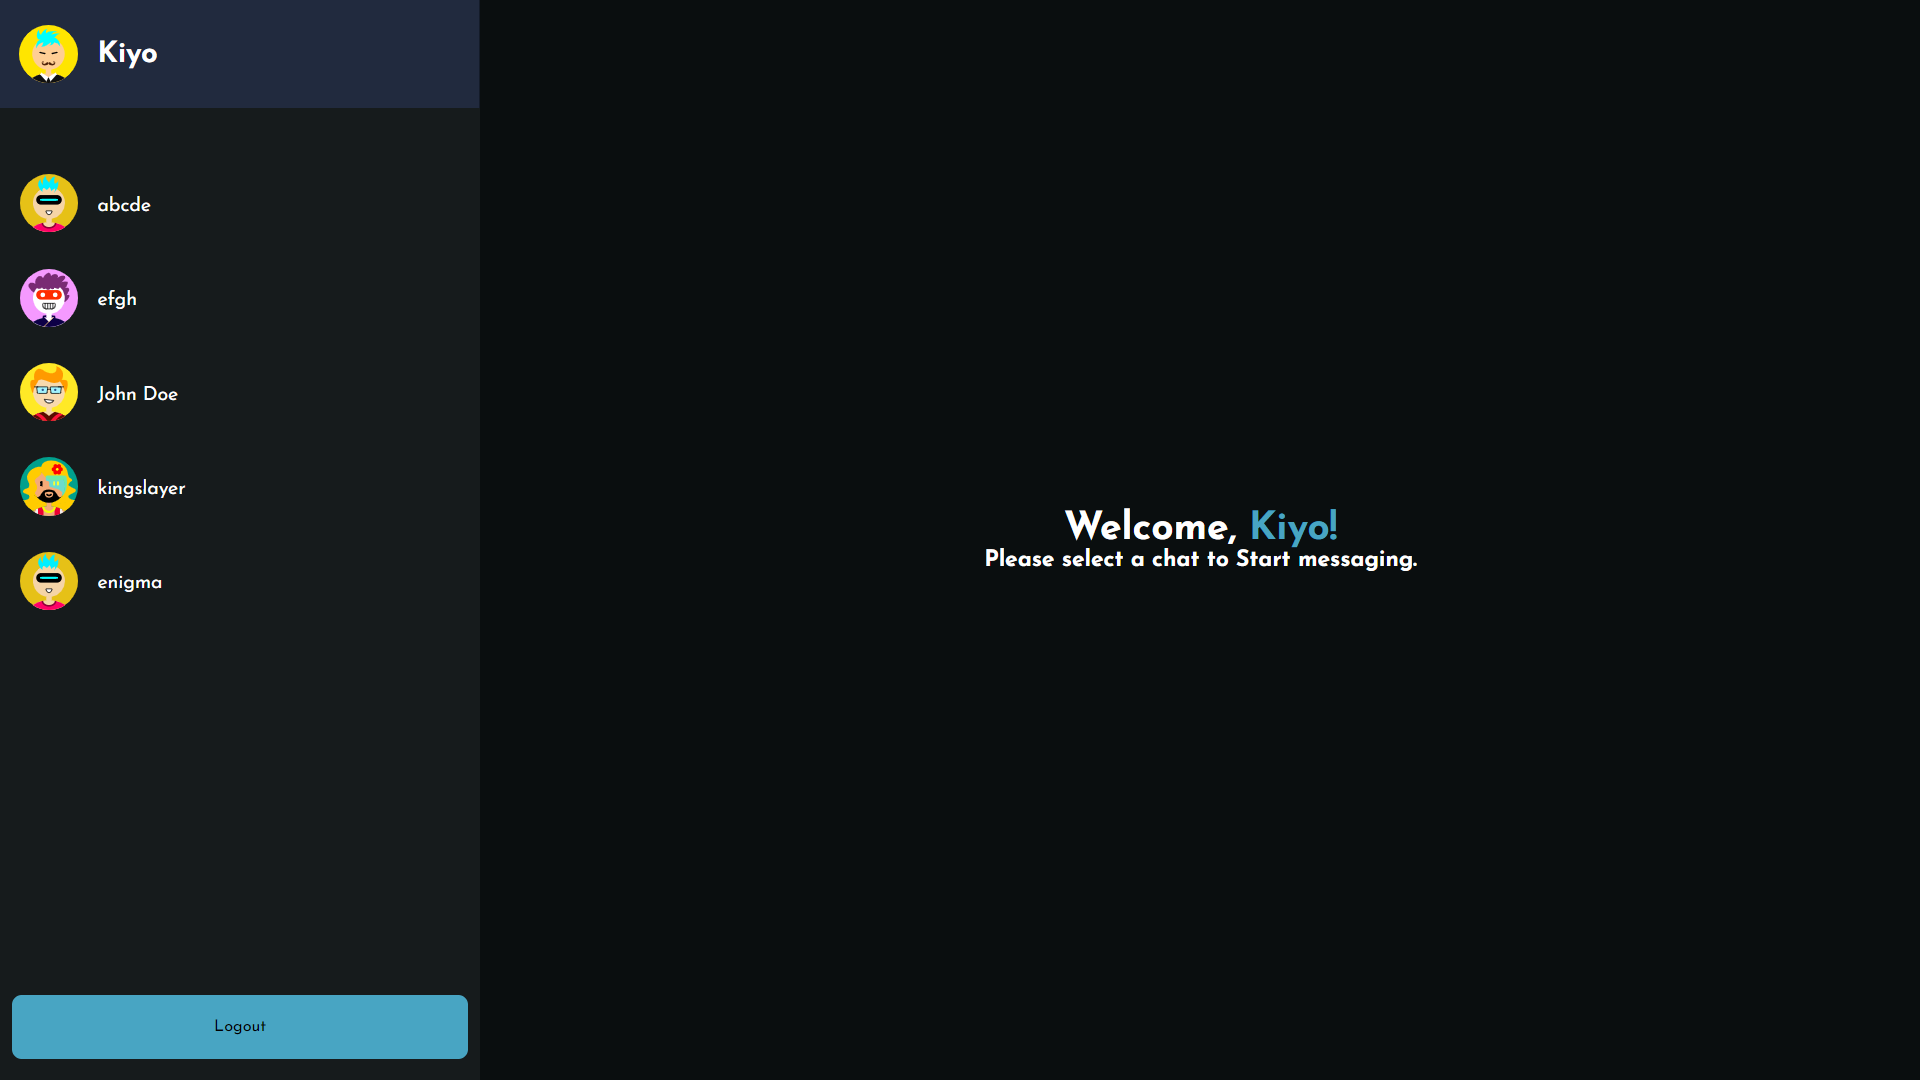 Kiyo
abcde
efgh
John Doe
kingslayer
enigma
Logout
Welcome, Kiyo!
Please select a chat to Start messaging.